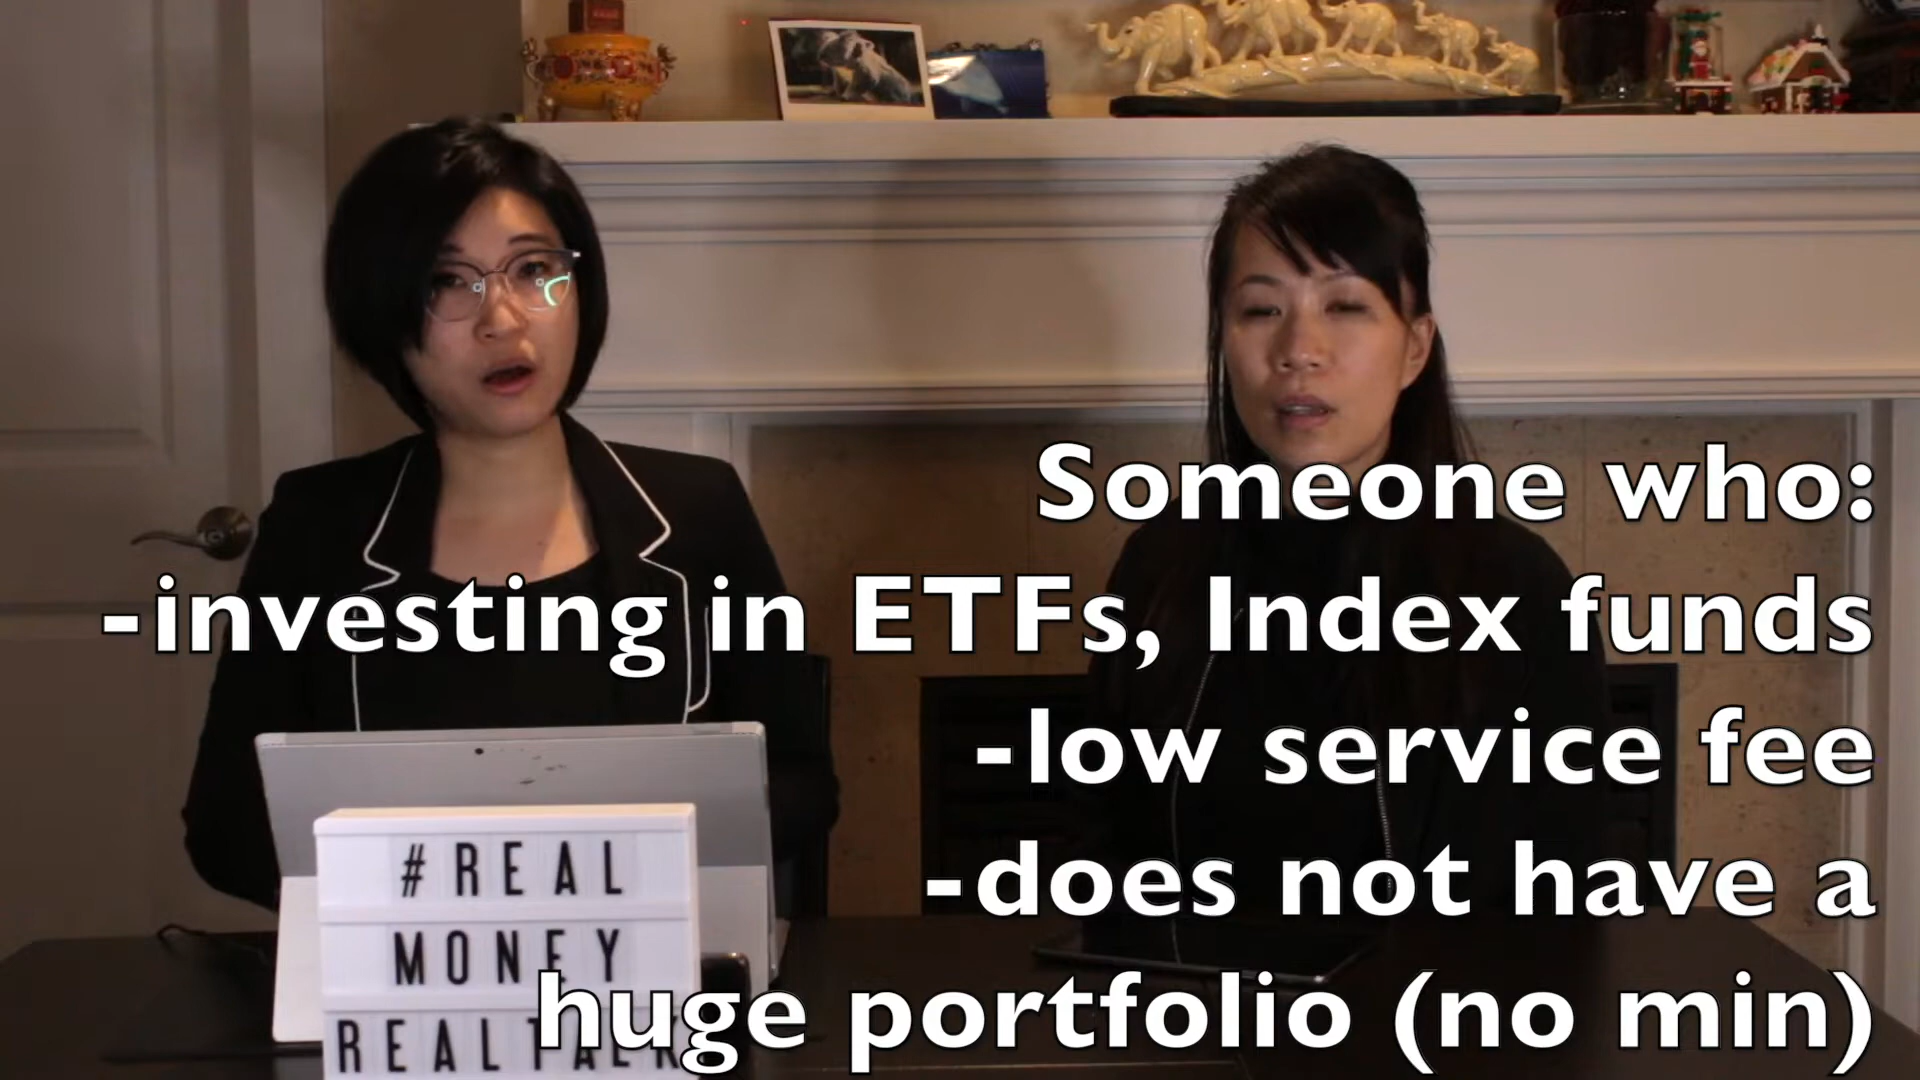 Someone who:
-investing in ETFs, Index funds
-low service fee
-does not have a
huge portfolio (no min)
#REAL
MONEY
REALTALK